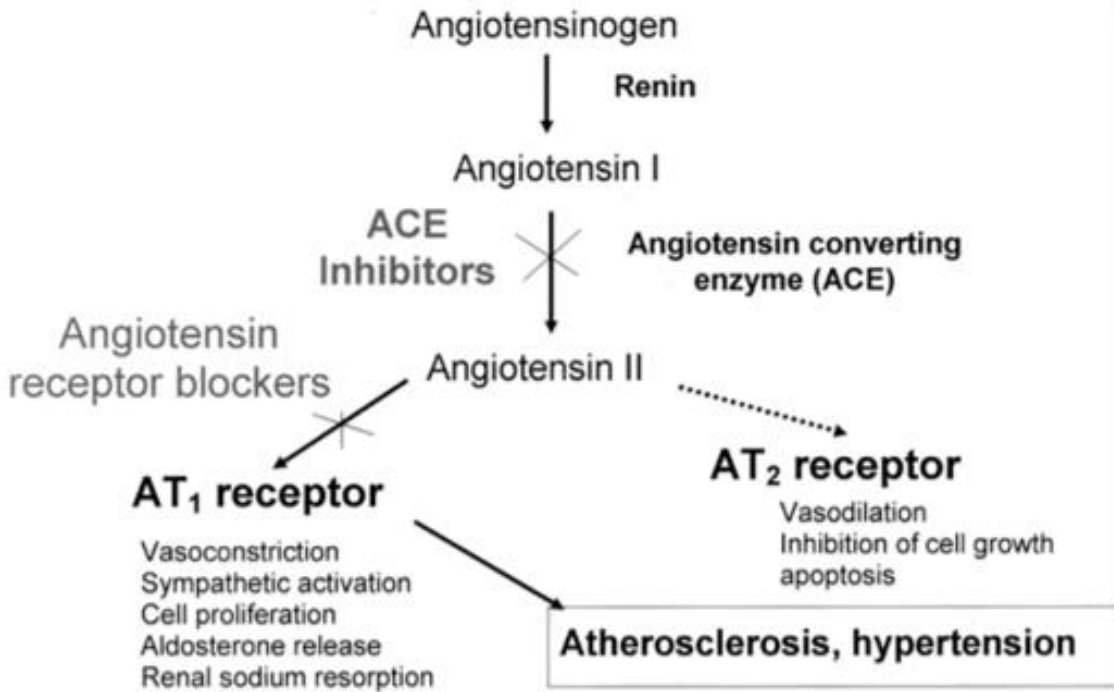 Angiotensinogen
Renin
Angiotensin I
ACE
Inhibitors
Angiotensin converting
enzyme (ACE)
Angiotensin
receptor blockers
Angiotensin II
AT₁ receptor
Vasoconstriction
Sympathetic activation
Cell proliferation
Aldosterone release
Renal sodium resorption
AT₂ receptor
Vasodilation
Inhibition of cell growth
apoptosis
Atherosclerosis, hypertension